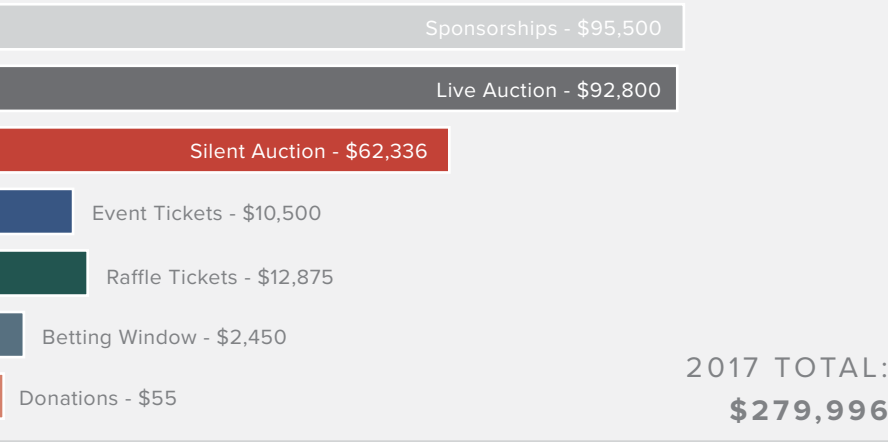 Sponsorships - $95,500
Live Auction - $92,800
Silent Auction - $62,336
Event Tickets - $10,500
Raffle Tickets - $12,875
Betting Window - $2,450
Donations - $55
2017 TOTAL:
$279,996